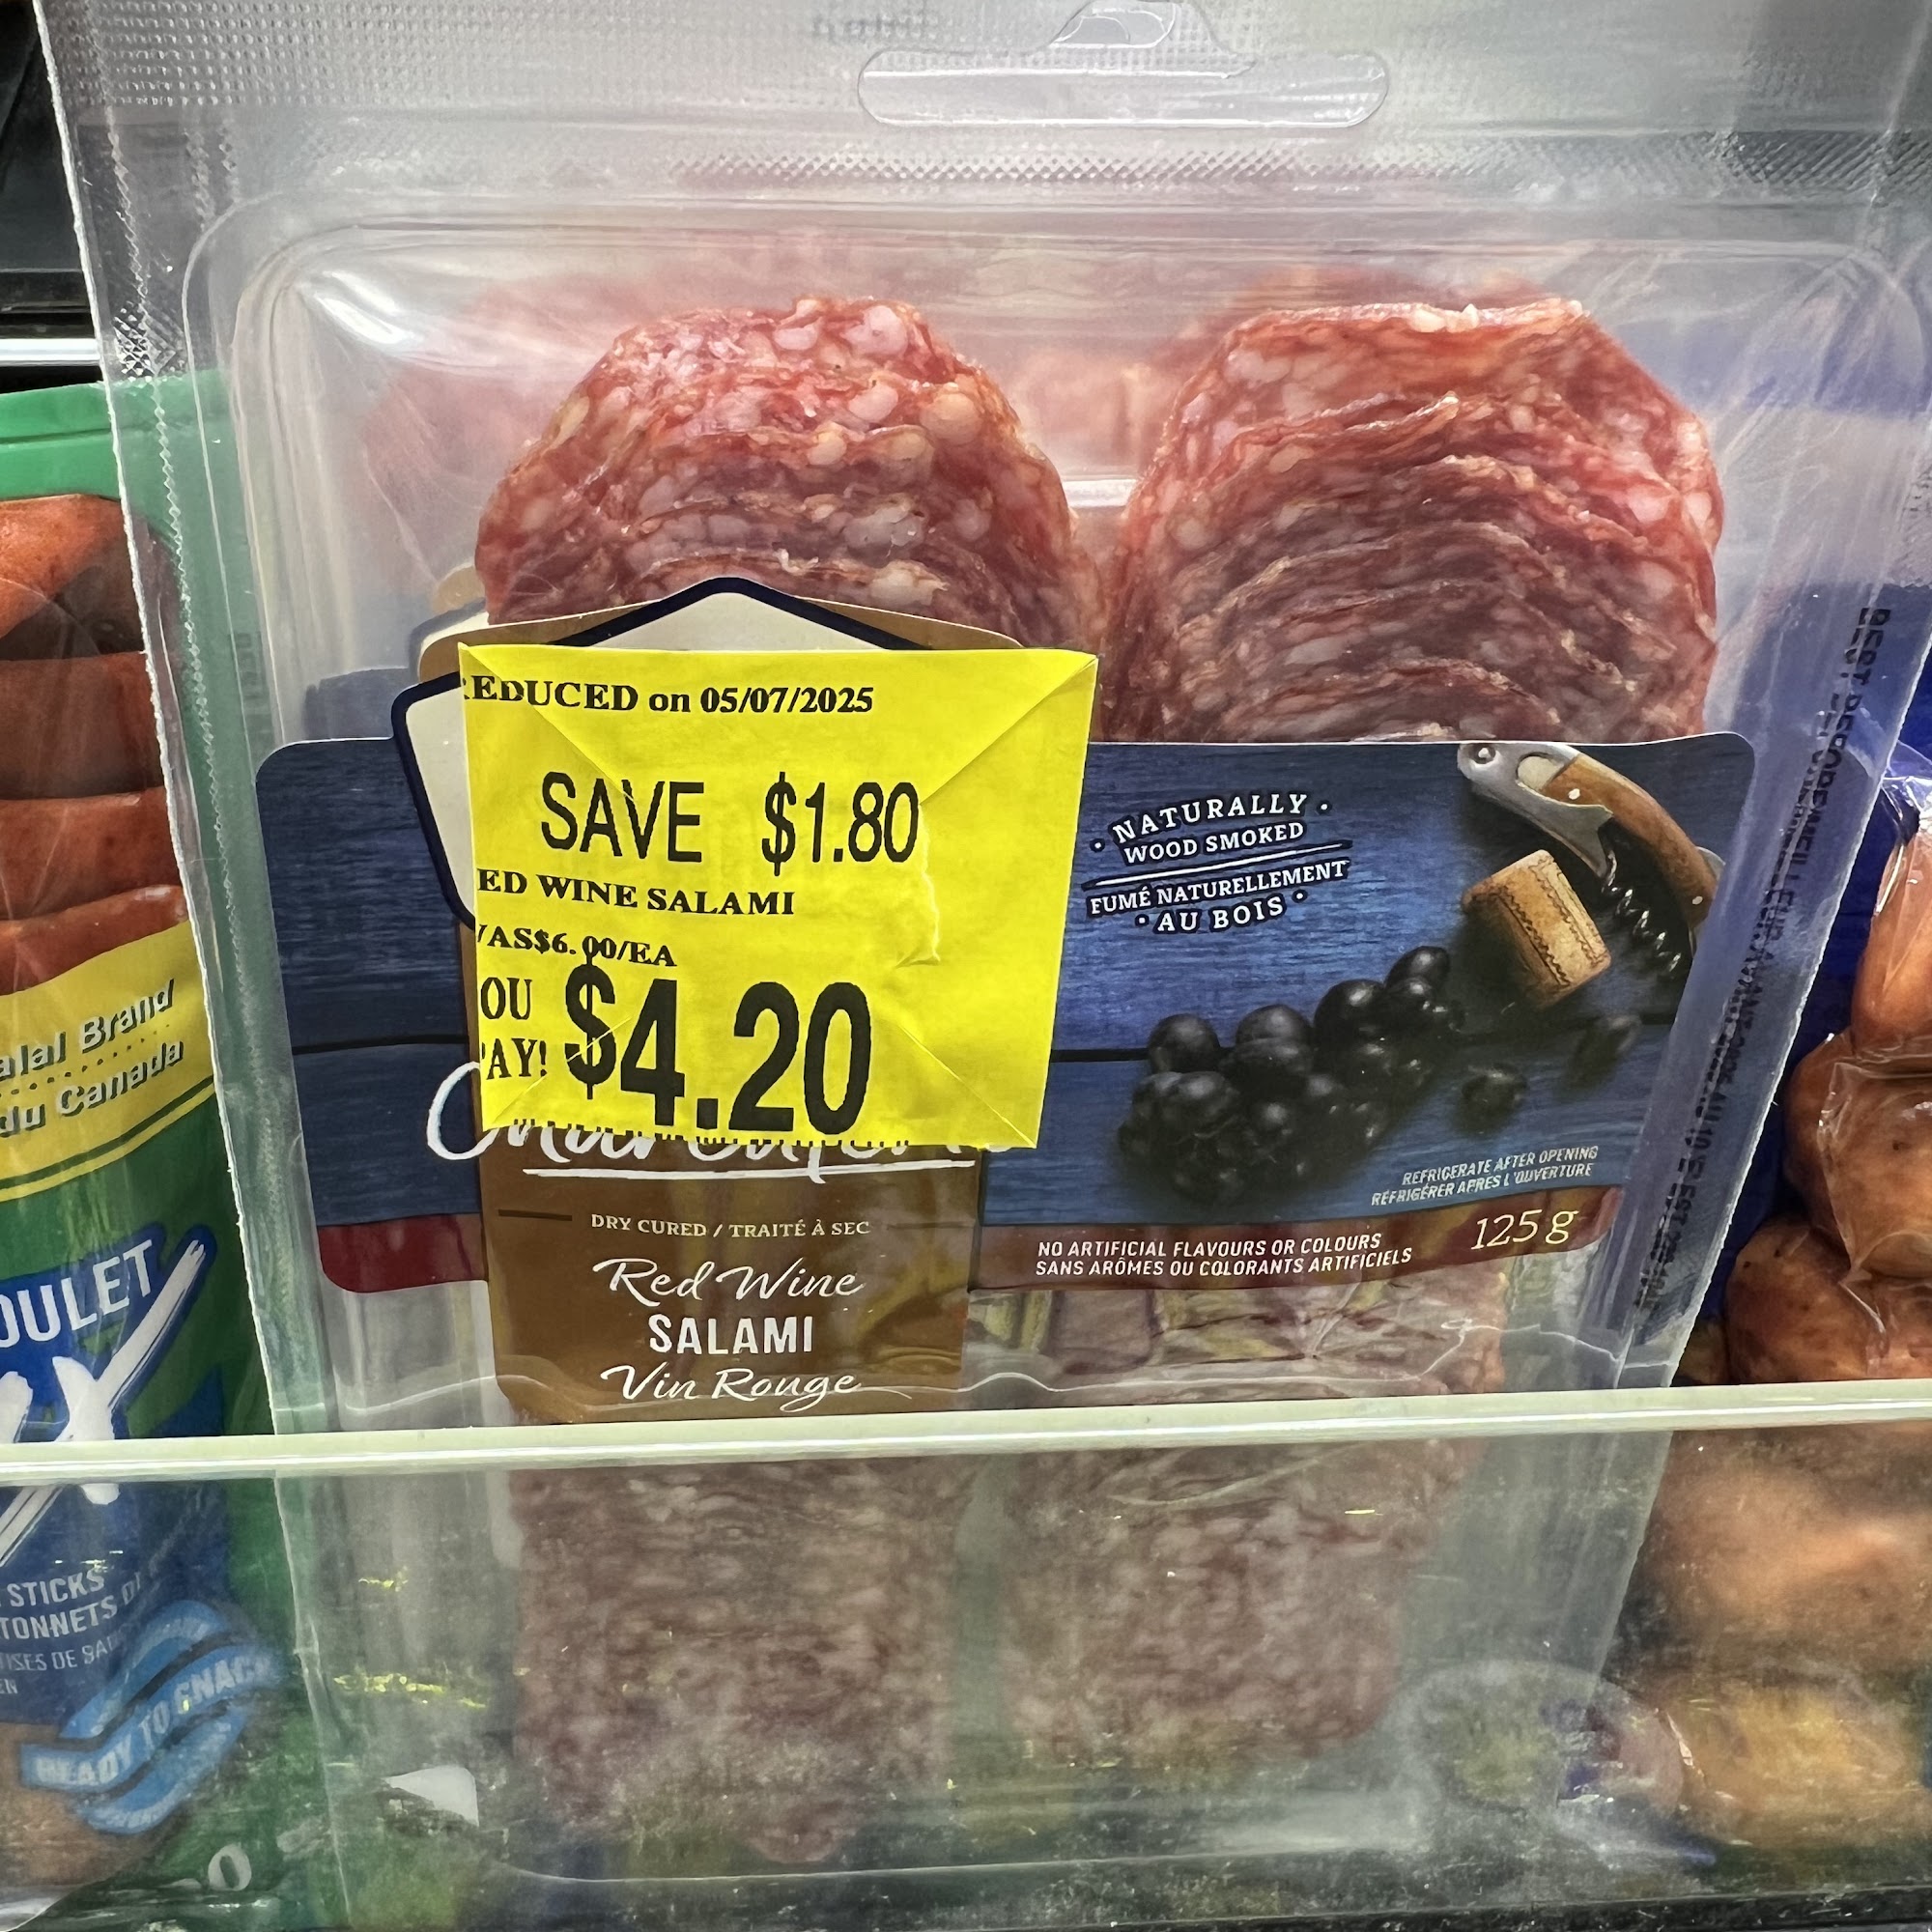 EDUCED on 05/07/2025
SAVE $1.80
ED WINE SALAMI
AS$6.00/EA
OU
AY! $4.20
NATURALLY
WOOD SMOKED
FUMÉ NATURELLEMENT
AU BOIS
REFRIGERATE AFTER OPENING
RÉFRIGÉRER APRÈS L'OUVERTURE
125 g
NO ARTIFICIAL FLAVOURS OR COLOURS
SANS ARÔMES OU COLORANTS ARTIFICIELS
DRY CURED / TRAITÉ À SEC
Red Wine
SALAMI
Vin Rouge
alal Brand
du Canada
OULET
STICKS
TONNETS
READY TO SNACK